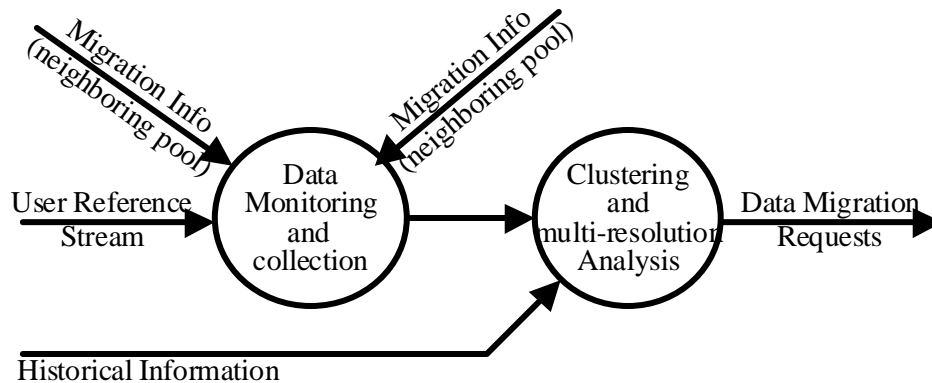 Migration Info
(neighboring pool)
Migration Info
(neighboring pool)
User Reference
Stream
Data
Monitoring
and
collection
Clustering
and
multi-resolution
Analysis
Data Migration
Requests
Historical Information